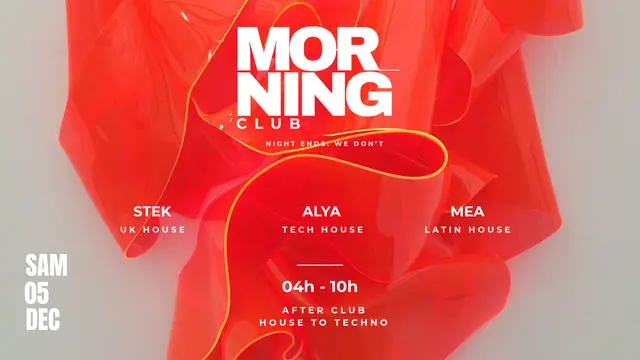 MOR
NING
CLUB
NIGHT ENDS, WE DON'T
STEK
UK HOUSE
ALYA
TECH HOUSE
MEA
LATIN HOUSE
SAM
05
DEC
04h - 10h
AFTER CLUB
HOUSE TO TECHNO